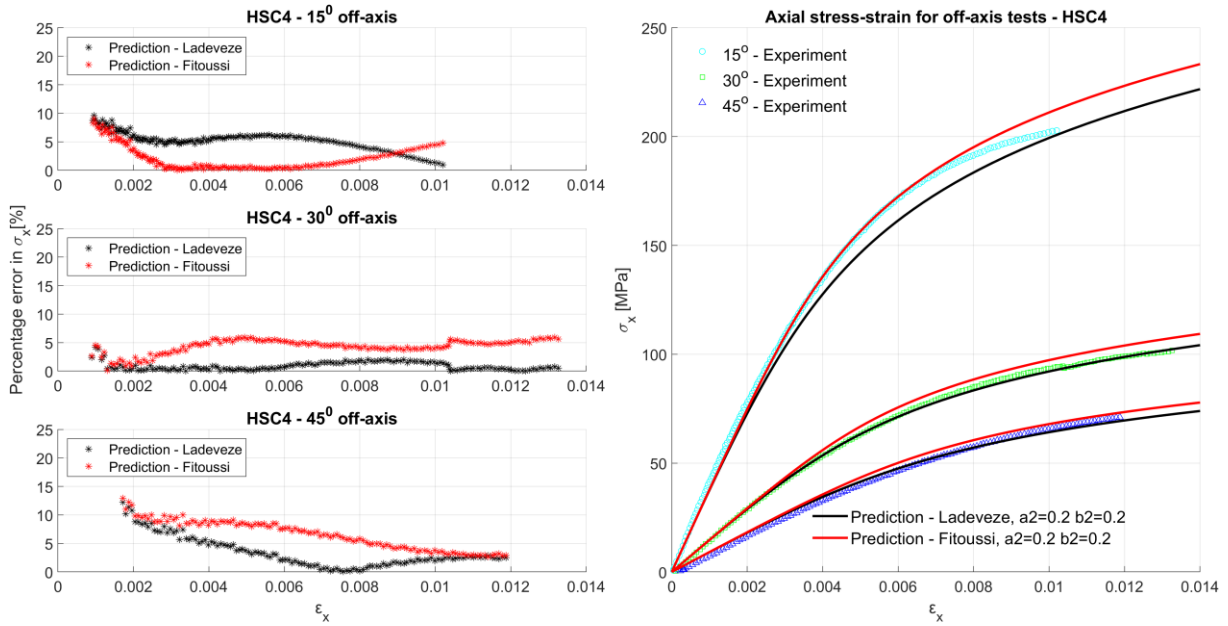 HSC4 - 15⁰ off-axis
25
20
15
10
5
0
Prediction - Ladeveze
Prediction - Fitoussi
0 0.002 0.004 0.006 0.008 0.01 0.012 0.014
HSC4 - 30⁰ off-axis
Percentage error in σx[%]
25
20
15
10
5
0
Prediction - Ladeveze
Prediction - Fitoussi
0 0.002 0.004 0.006 0.008 0.01 0.012 0.014
HSC4 - 45⁰ off-axis
25
20
15
10
5
0
Prediction - Ladeveze
Prediction - Fitoussi
0 0.002 0.004 0.006 0.008 0.01 0.012 0.014
εx
Axial stress-strain for off-axis tests - HSC4
250
200
150
100
50
0
σx [MPa]
15º - Experiment
30º - Experiment
45º - Experiment
Prediction - Ladeveze, a2=0.2 b2=0.2
Prediction - Fitoussi, a2=0.2 b2=0.2
0 0.002 0.004 0.006 0.008 0.01 0.012 0.014
εx